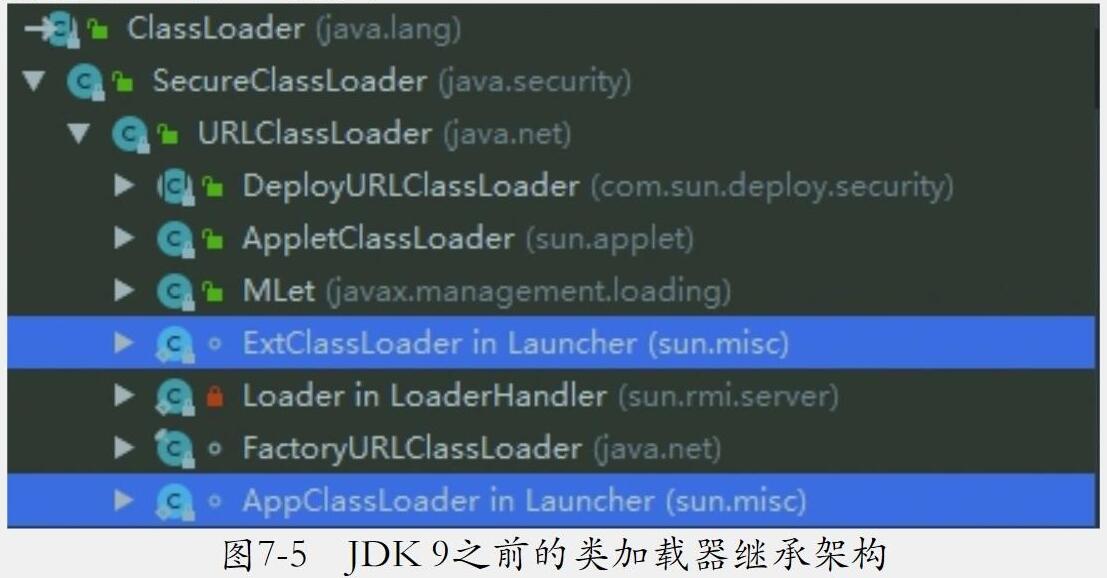 ClassLoader (java.lang)
SecureClassLoader (java.security)
URLClassLoader (java.net)
DeployURLClassLoader (com.sun.deploy.security)
AppletClassLoader (sun.applet)
MLet (javax.management.loading)
ExtClassLoader in Launcher (sun.misc)
Loader in LoaderHandler (sun.rmi.server)
FactoryURLClassLoader (java.net)
AppClassLoader in Launcher (sun.misc)
图7-5 JDK 9之前的类加载器继承架构